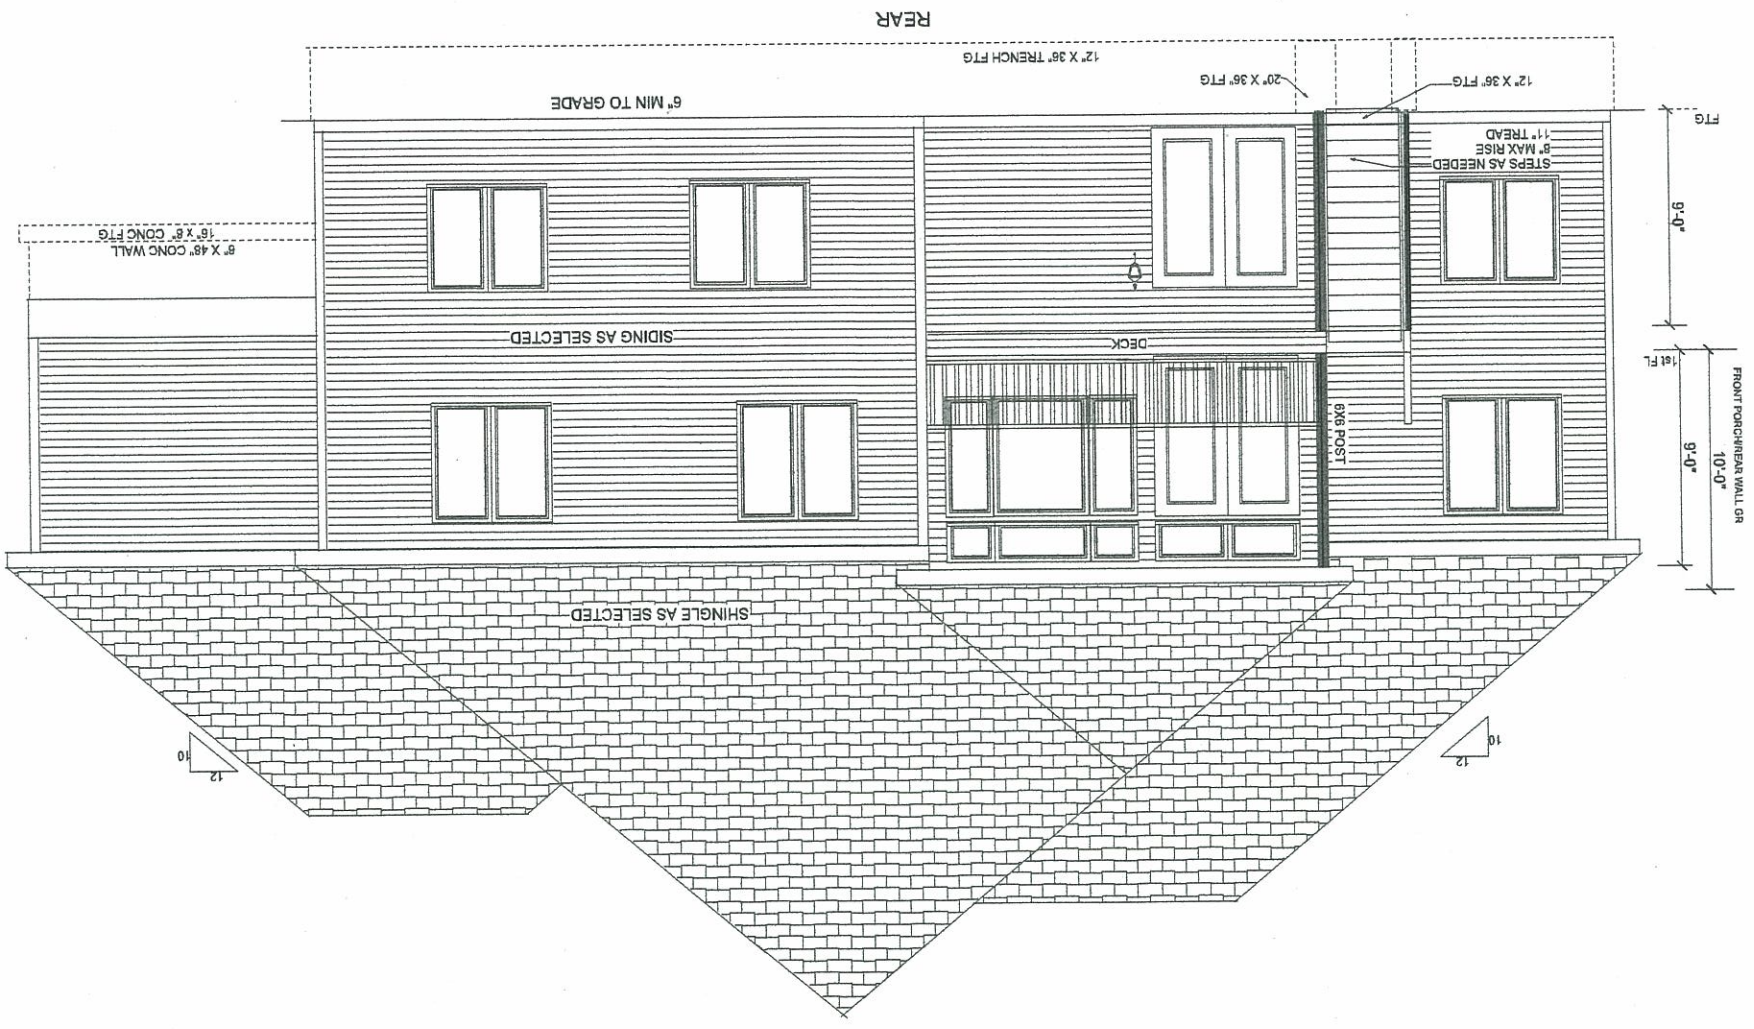 12
10
12
10
SHINGLE AS SELECTED
FRONT PORCH/REAR WALL GR
10'-0"
9'-0"
6X6 POST
1st FL
DECK
SIDING AS SELECTED
8" X 48" CONC WALL
16" x 8" CONC FTG
9'-0"
STEPS AS NEEDED
8" MAX RISE
11" TREAD
FTG
12" X 36" FTG
20" X 36" FTG
6" MIN TO GRADE
12" X 36" TRENCH FTG
REAR